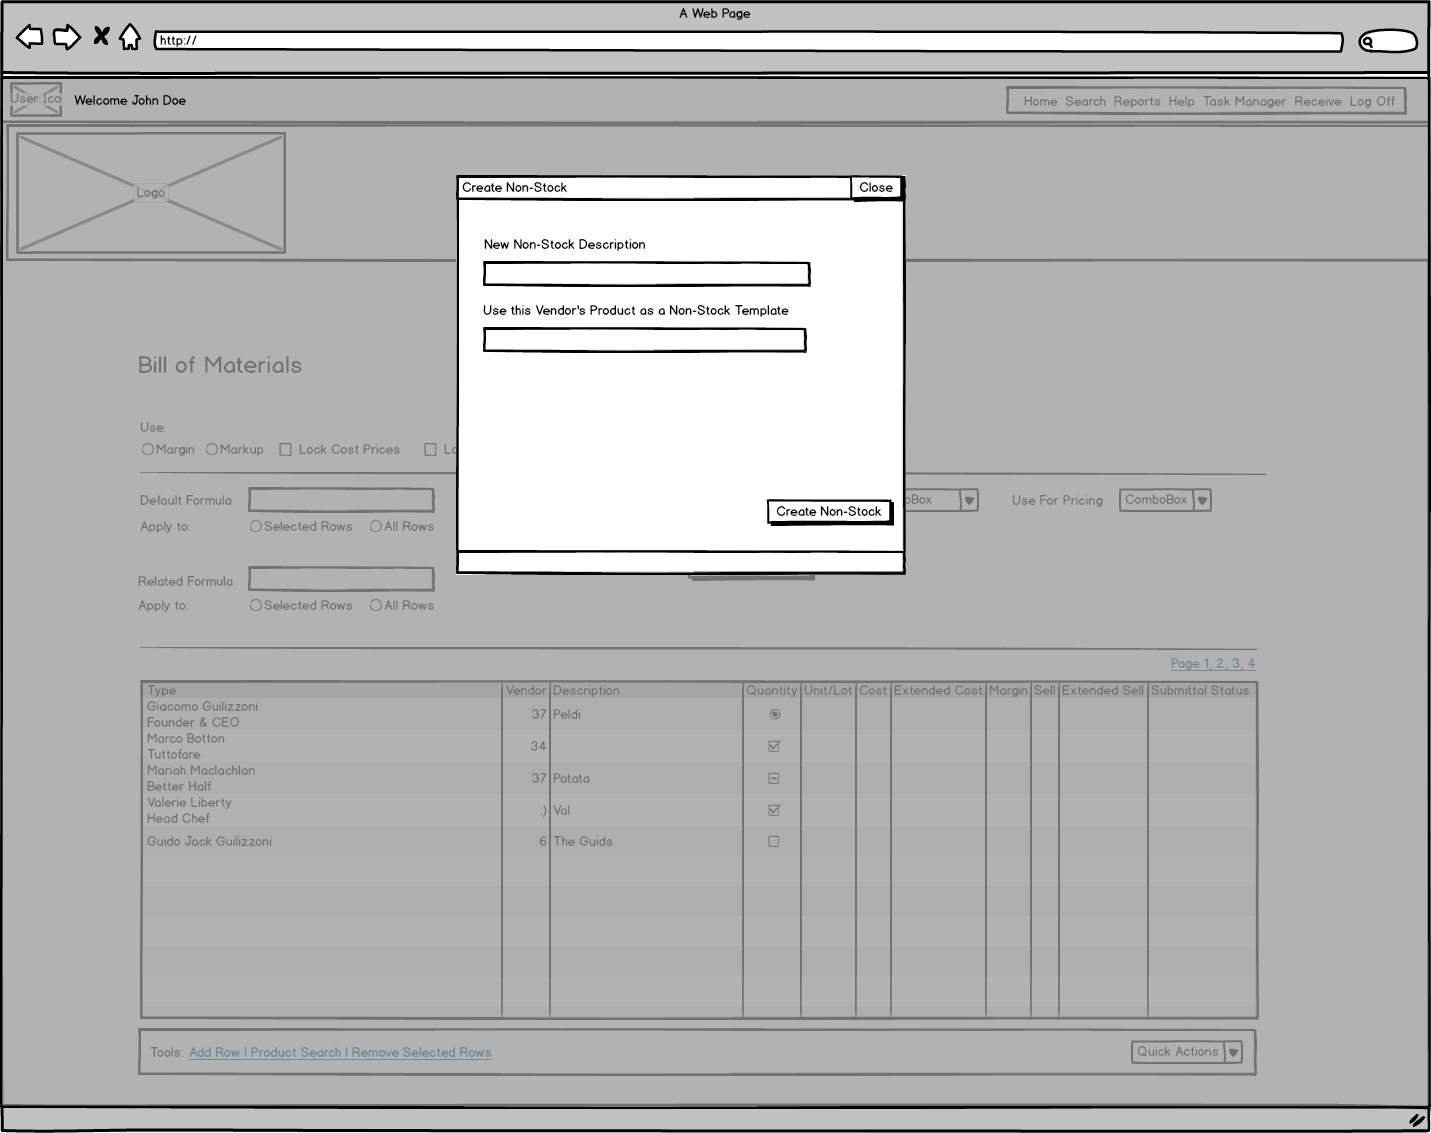 A Web Page
http://
User Ico
Welcome John Doe
Home Search Reports Help Task Manager Receive Log Off
Logo
Create Non-Stock
Close
New Non-Stock Description
Use this Vendor's Product as a Non-Stock Template
Create Non-Stock
Bill of Materials
Use:
Margin Markup Lock Cost Prices
Default Formula
Apply to: Selected Rows All Rows
ComboBox
Use For Pricing ComboBox
Related Formula
Apply to: Selected Rows All Rows
Page 1, 2, 3, 4
Type Vendor Description Quantity Unit/Lot Cost Extended Cost Margin Sell Extended Sell Submittal Status
Giacomo Guilizzoni
Founder & CEO
37 Peldi
Marco Botton
Tuttofare
34
Mariah Maclachlan
Better Half
37 Patata
Valerie Liberty
Head Chef
:) Val
Guido Jack Guilizzoni 6 The Guids
Tools: Add Row | Product Search | Remove Selected Rows
Quick Actions